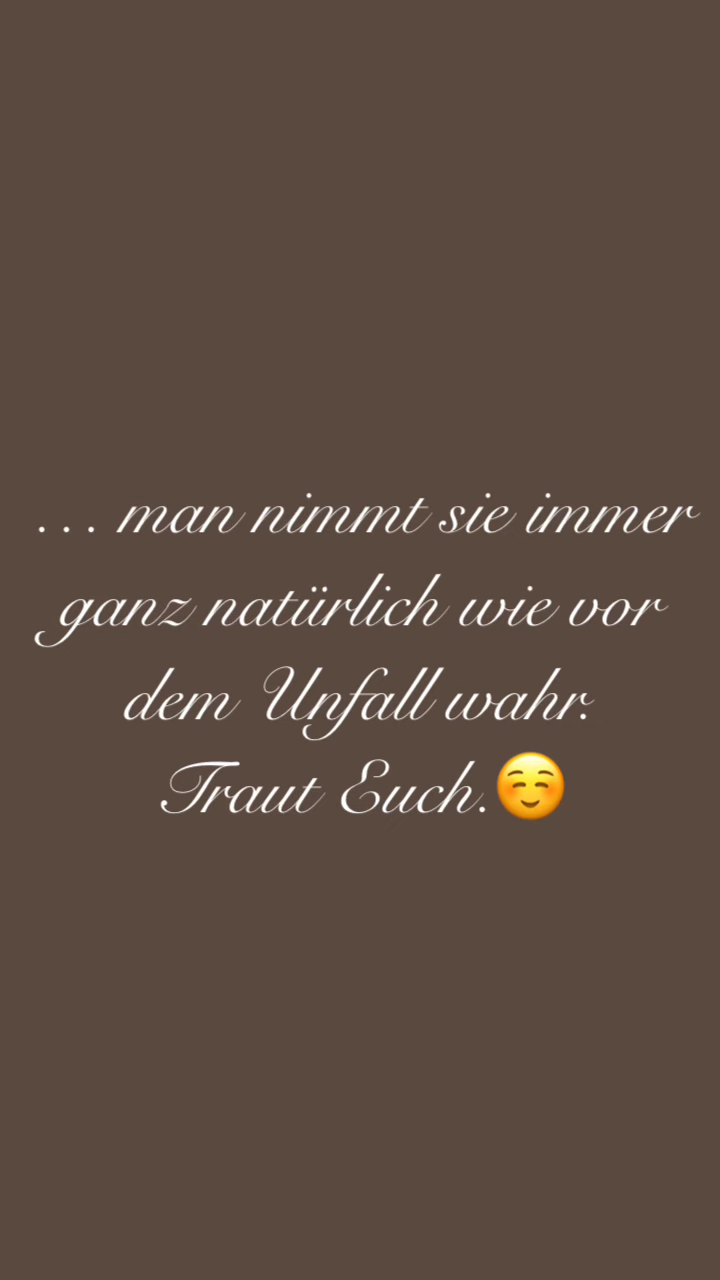 … man nimmt sie immer
ganz natürlich wie vor
dem Unfall wahr.
Traut Euch.☺️